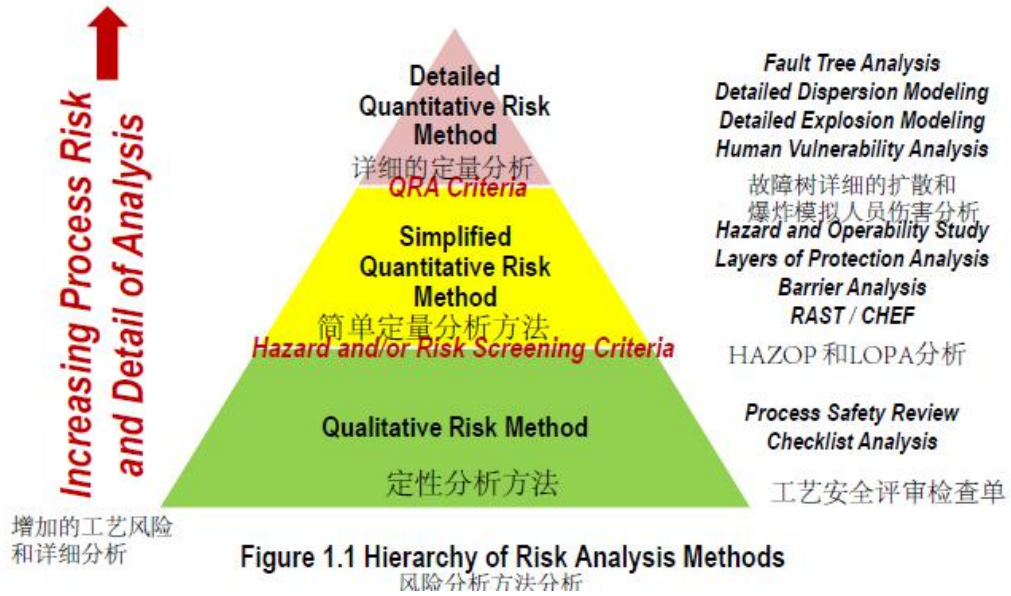 Increasing Process Risk
and Detail of Analysis
增加的工艺风险
和详细分析
Detailed
Quantitative Risk
Method
详细的定量分析
QRA Criteria
Simplified
Quantitative Risk
Method
简单定量分析方法
Hazard and/or Risk Screening Criteria
Qualitative Risk Method
定性分析方法
Fault Tree Analysis
Detailed Dispersion Modeling
Detailed Explosion Modeling
Human Vulnerability Analysis
故障树详细的扩散和
爆炸模拟人员伤害分析
Hazard and Operability Study
Layers of Protection Analysis
Barrier Analysis
RAST / CHEF
HAZOP 和LOPA分析
Process Safety Review
Checklist Analysis
工艺安全评审检查单
Figure 1.1 Hierarchy of Risk Analysis Methods
风险分析方法分析